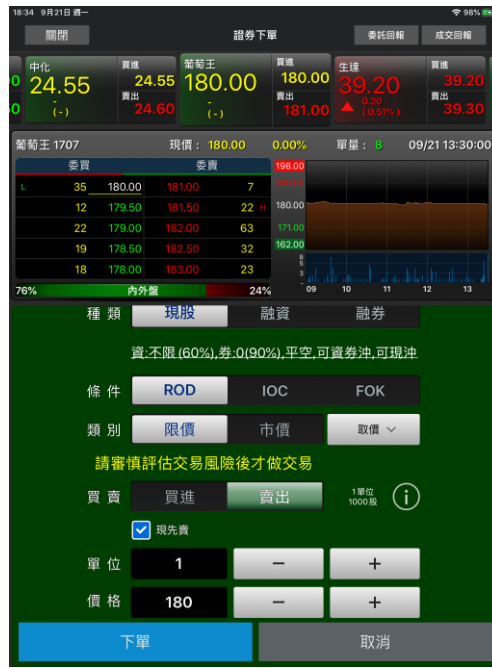 18:34 9月21日 週一 98%
關閉 證券下單 委託回報 成交回報
中化 買進 葡萄王 買進 生達 買進
0 24.55 24.55 180.00 180.00 39.20 39.20
- 賣出 - 賣出 ▲ 0.20 賣出
0 (-) 24.60 (-) 181.00 (0.51%) 39.30
葡萄王 1707 現價: 180.00 0.00% 單量: 8 09/21 13:30:00
委買 委賣 198.00
L 35 180.00 181.00 7
12 179.50 181.50 22 H 180.00
22 179.00 182.00 63 171.00
19 178.50 182.50 32 162.00
18 178.00 183.00 23
8
5
3
76% 內外盤 24% 09 10 11 12 13
種類 現股 融資 融券
資:不限(60%),券:0(90%),平空,可資券沖,可現沖
條件 ROD IOC FOK
類別 限價 市價 取價
請審慎評估交易風險後才做交易
買賣 買進 賣出 1單位 1000股 i
現先賣
單位 1 − +
價格 180 − +
下單 取消